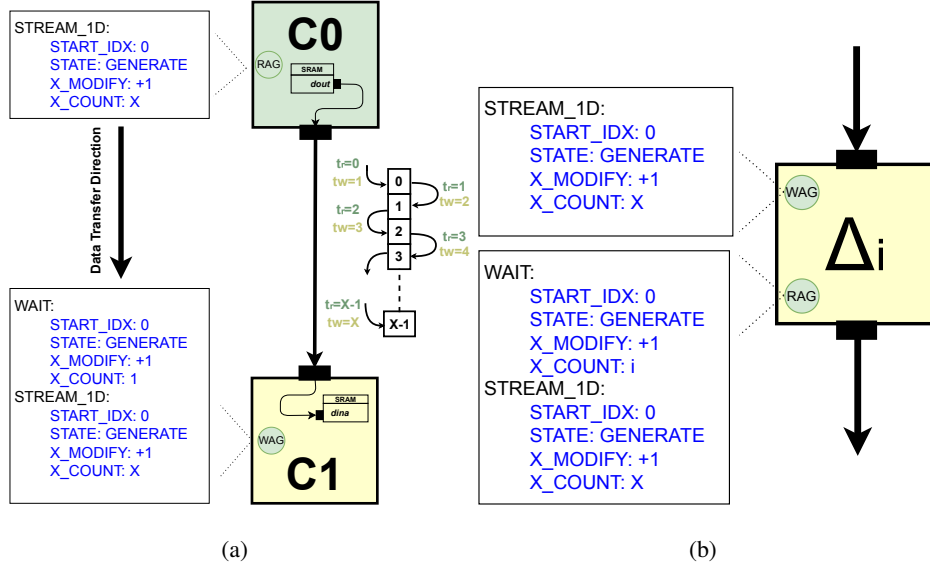 STREAM_1D:
START_IDX: 0
STATE: GENERATE
X_MODIFY: +1
X_COUNT: X
Data Transfer Direction
WAIT:
START_IDX: 0
STATE: GENERATE
X_MODIFY: +1
X_COUNT: 1
STREAM_1D:
START_IDX: 0
STATE: GENERATE
X_MODIFY: +1
X_COUNT: X
C0
RAG
SRAM
dout
tr=0
tw=1
0
tr=1
tw=2
1
tr=2
tw=3
2
tr=3
tw=4
3
tr=X-1
tw=X
X-1
SRAM
dina
WAG
C1
(a)
STREAM_1D:
START_IDX: 0
STATE: GENERATE
X_MODIFY: +1
X_COUNT: X
WAIT:
START_IDX: 0
STATE: GENERATE
X_MODIFY: +1
X_COUNT: i
STREAM_1D:
START_IDX: 0
STATE: GENERATE
X_MODIFY: +1
X_COUNT: X
WAG
Δi
RAG
(b)